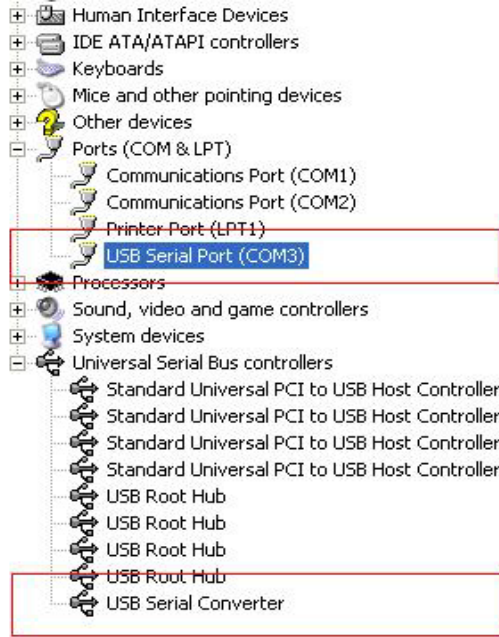 Human Interface Devices
IDE ATA/ATAPI controllers
Keyboards
Mice and other pointing devices
Other devices
Ports (COM & LPT)
Communications Port (COM1)
Communications Port (COM2)
Printer Port (LPT1)
USB Serial Port (COM3)
Processors
Sound, video and game controllers
System devices
Universal Serial Bus controllers
Standard Universal PCI to USB Host Controller
Standard Universal PCI to USB Host Controller
Standard Universal PCI to USB Host Controller
Standard Universal PCI to USB Host Controller
USB Root Hub
USB Root Hub
USB Root Hub
USB Root Hub
USB Serial Converter